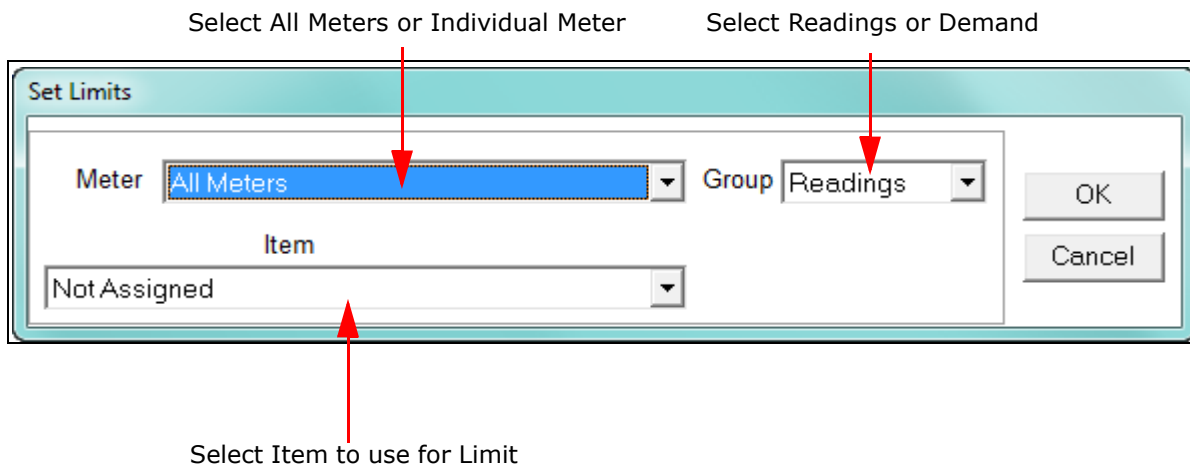 Select All Meters or Individual Meter
Select Readings or Demand
Set Limits
Meter
All Meters
Group
Readings
OK
Item
Cancel
Not Assigned
Select Item to use for Limit